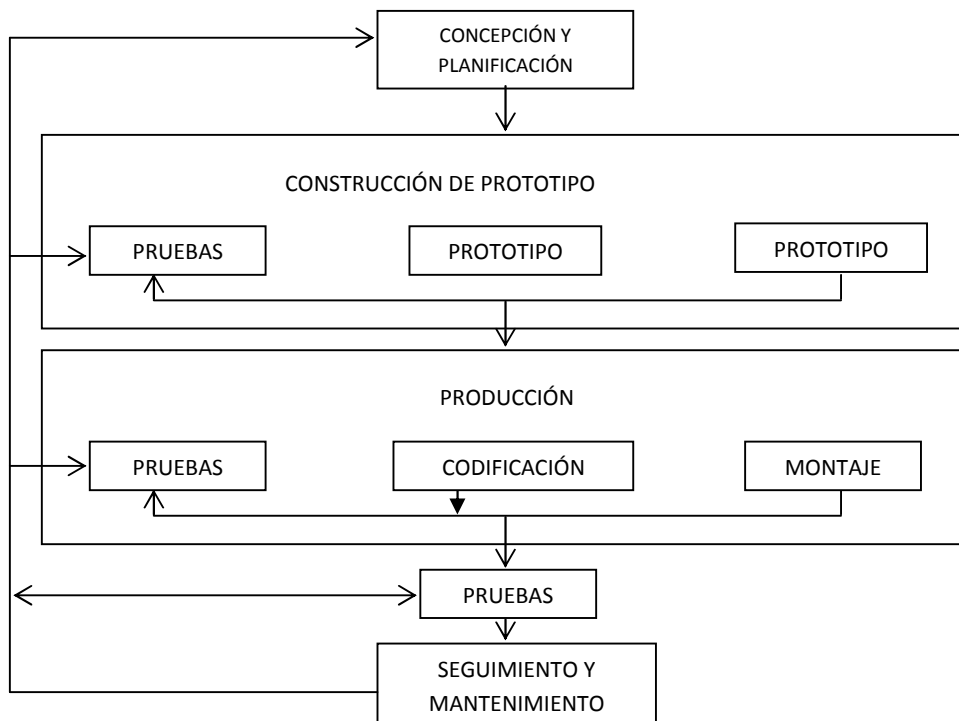 CONCEPCIÓN Y
PLANIFICACIÓN
CONSTRUCCIÓN DE PROTOTIPO
PRUEBAS
PROTOTIPO
PROTOTIPO
PRODUCCIÓN
PRUEBAS
CODIFICACIÓN
MONTAJE
PRUEBAS
SEGUIMIENTO Y
MANTENIMIENTO